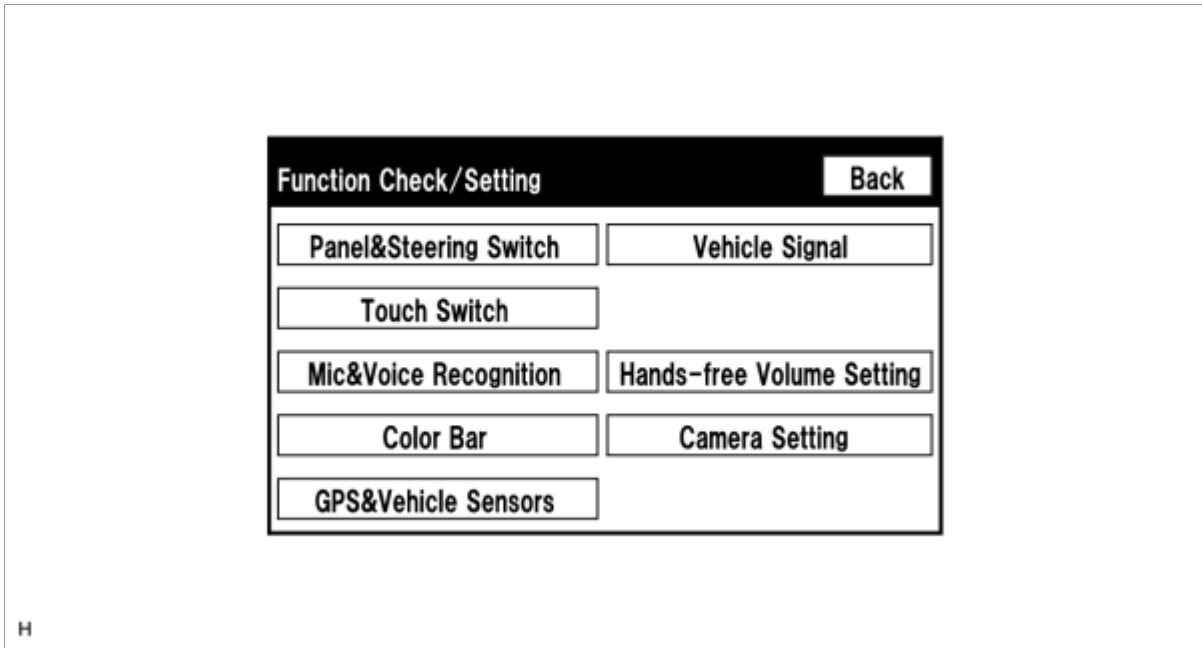 Function Check/Setting Back
Panel&Steering Switch Vehicle Signal
Touch Switch
Mic&Voice Recognition Hands-free Volume Setting
Color Bar Camera Setting
GPS&Vehicle Sensors
H